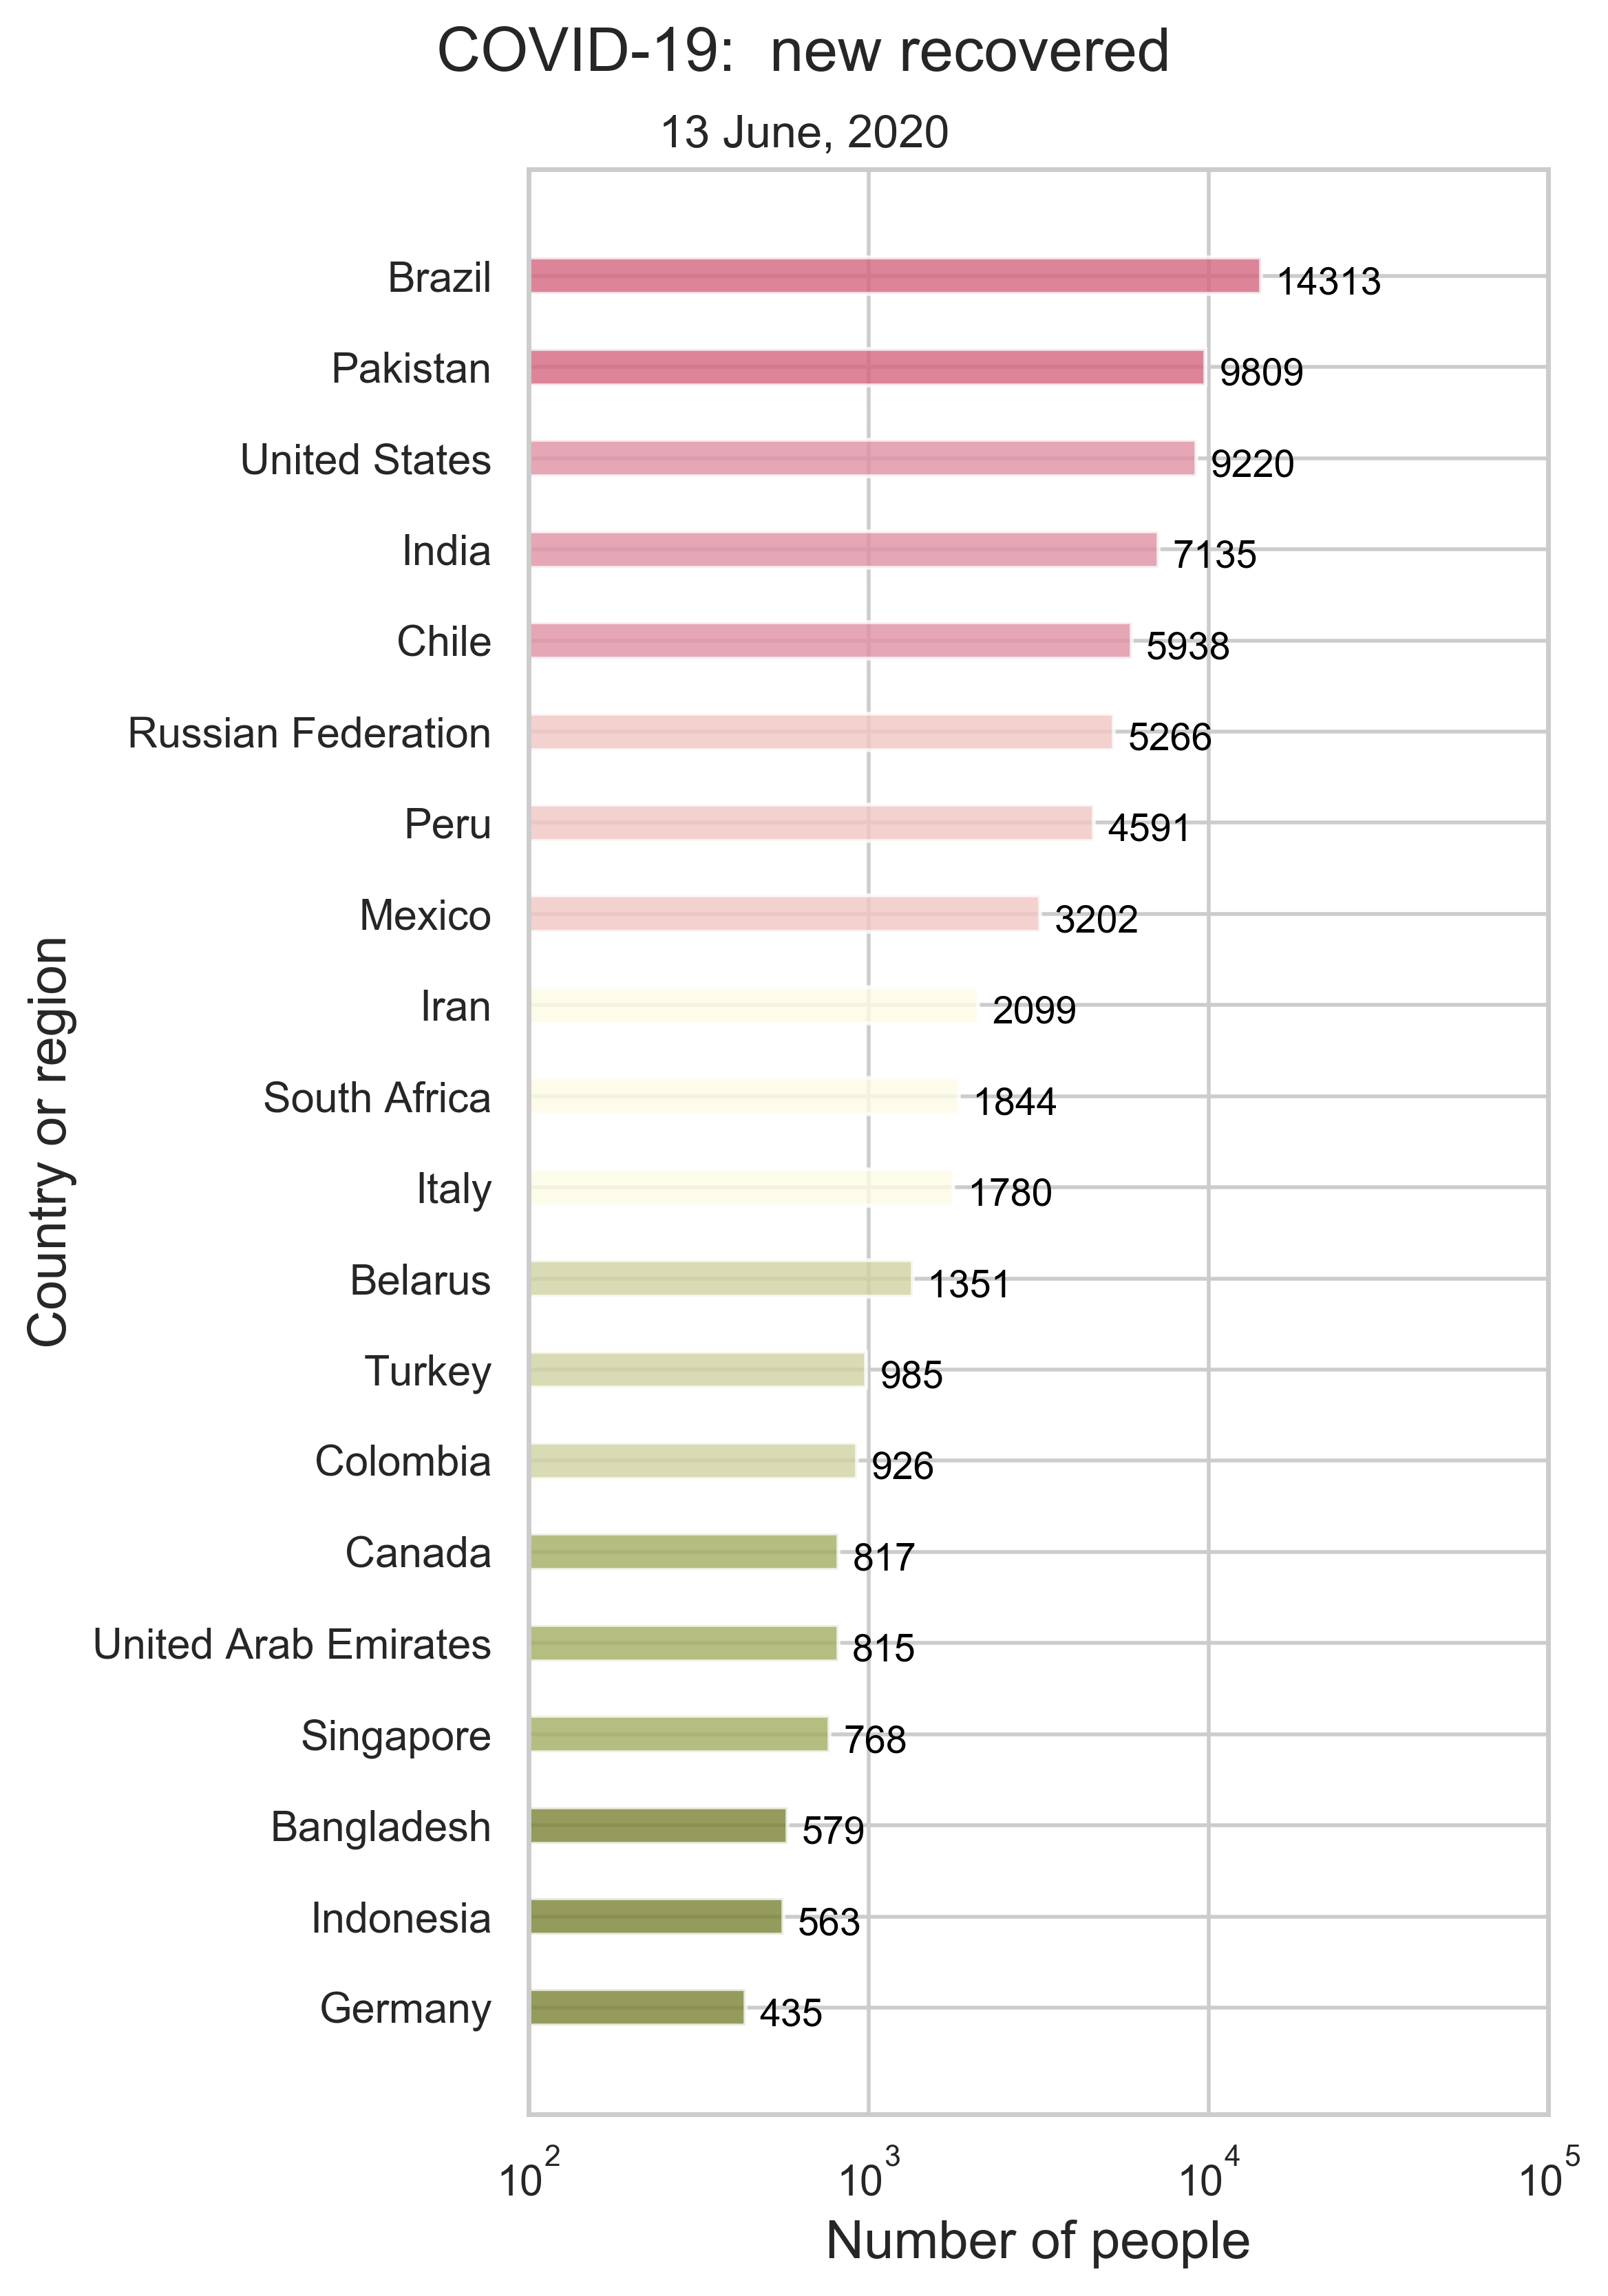 COVID-19:  new recovered
13 June, 2020
Country or region
Brazil 14313
Pakistan 9809
United States 9220
India 7135
Chile 5938
Russian Federation 5266
Peru 4591
Mexico 3202
Iran 2099
South Africa 1844
Italy 1780
Belarus 1351
Turkey 985
Colombia 926
Canada 817
United Arab Emirates 815
Singapore 768
Bangladesh 579
Indonesia 563
Germany 435
10² 10³ 10⁴ 10⁵
Number of people